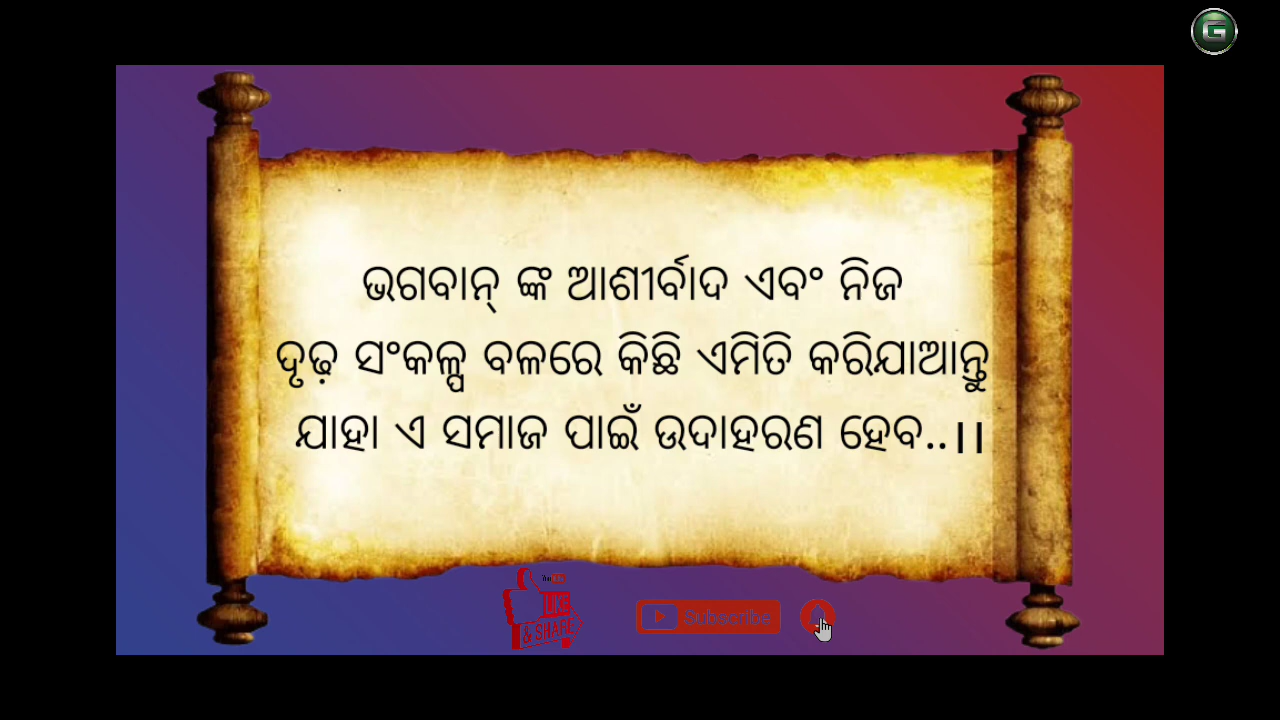 ଭଗବାନ୍ ଙ୍କ ଆଶୀର୍ବାଦ ଏବଂ ନିଜ
ଦୃଢ଼ ସଂକଳ୍ପ ବଳରେ କିଛି ଏମିତି କରିଯାଆନ୍ତୁ
ଯାହା ଏ ସମାଜ ପାଇଁ ଉଦାହରଣ ହେବ..।।
LIKE
& SHARE
Subscribe
G